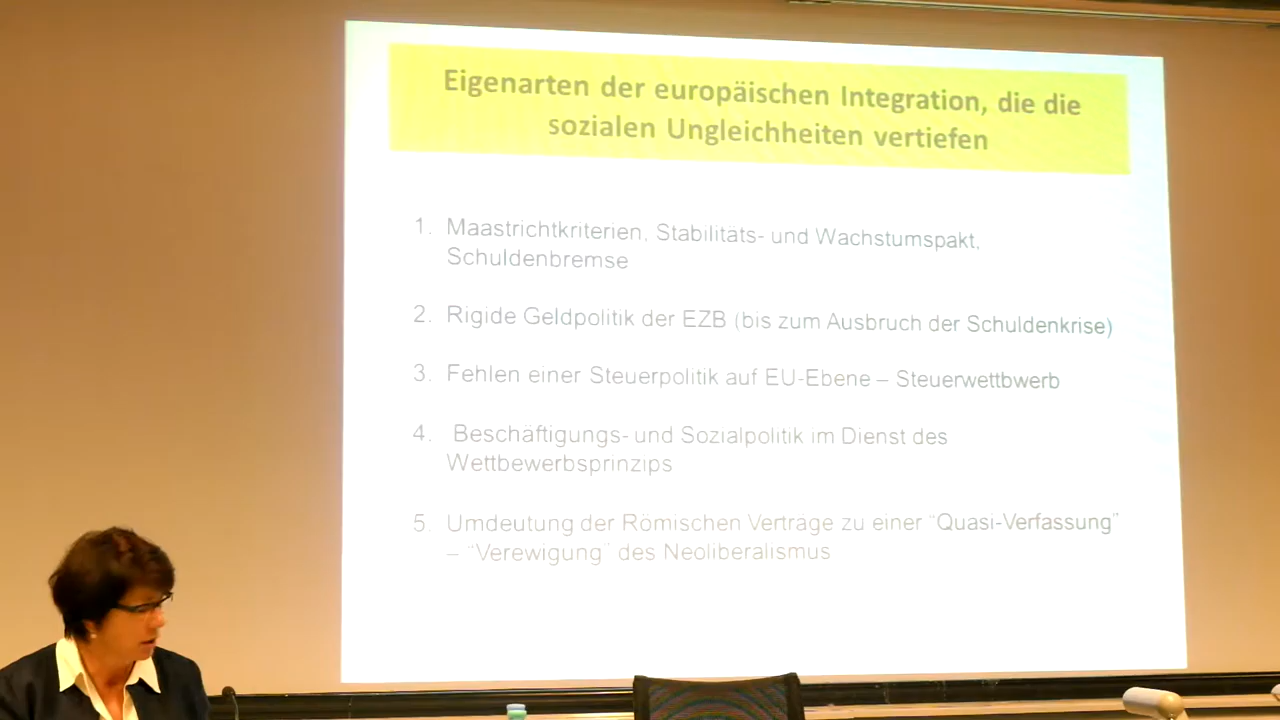 Eigenarten der europäischen Integration, die die
sozialen Ungleichheiten vertiefen
1. Maastrichtkriterien, Stabilitäts- und Wachstumspakt,
Schuldenbremse
2. Rigide Geldpolitik der EZB (bis zum Ausbruch der Schuldenkrise)
3. Fehlen einer Steuerpolitik auf EU-Ebene – Steuerwettbwerb
4. Beschäftigungs- und Sozialpolitik im Dienst des
Wettbewerbsprinzips
5. Umdeutung der Römischen Verträge zu einer "Quasi-Verfassung"
– "Verewigung" des Neoliberalismus